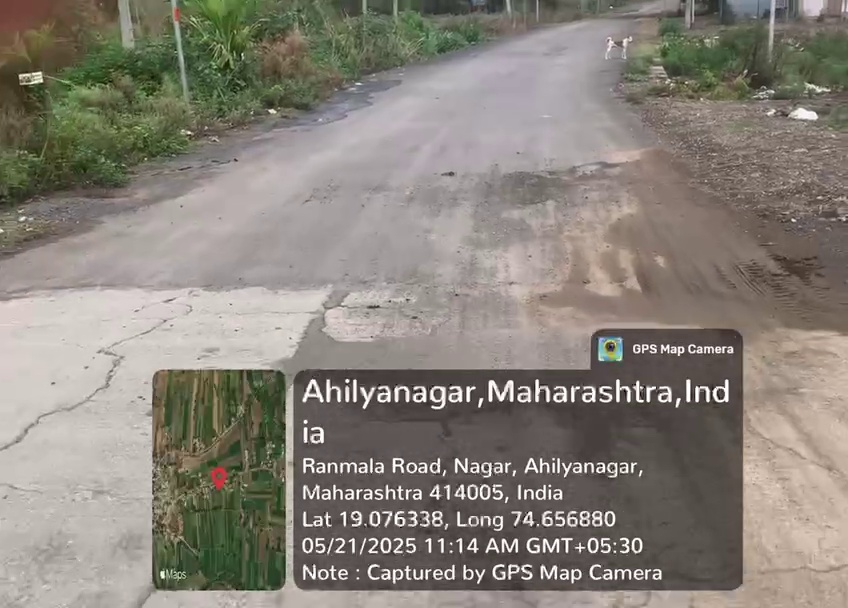 GPS Map Camera
Ahilyanagar,Maharashtra,Ind
ia
Ranmala Road, Nagar, Ahilyanagar,
Maharashtra 414005, India
Lat 19.076338, Long 74.656880
05/21/2025 11:14 AM GMT+05:30
Note : Captured by GPS Map Camera
Maps